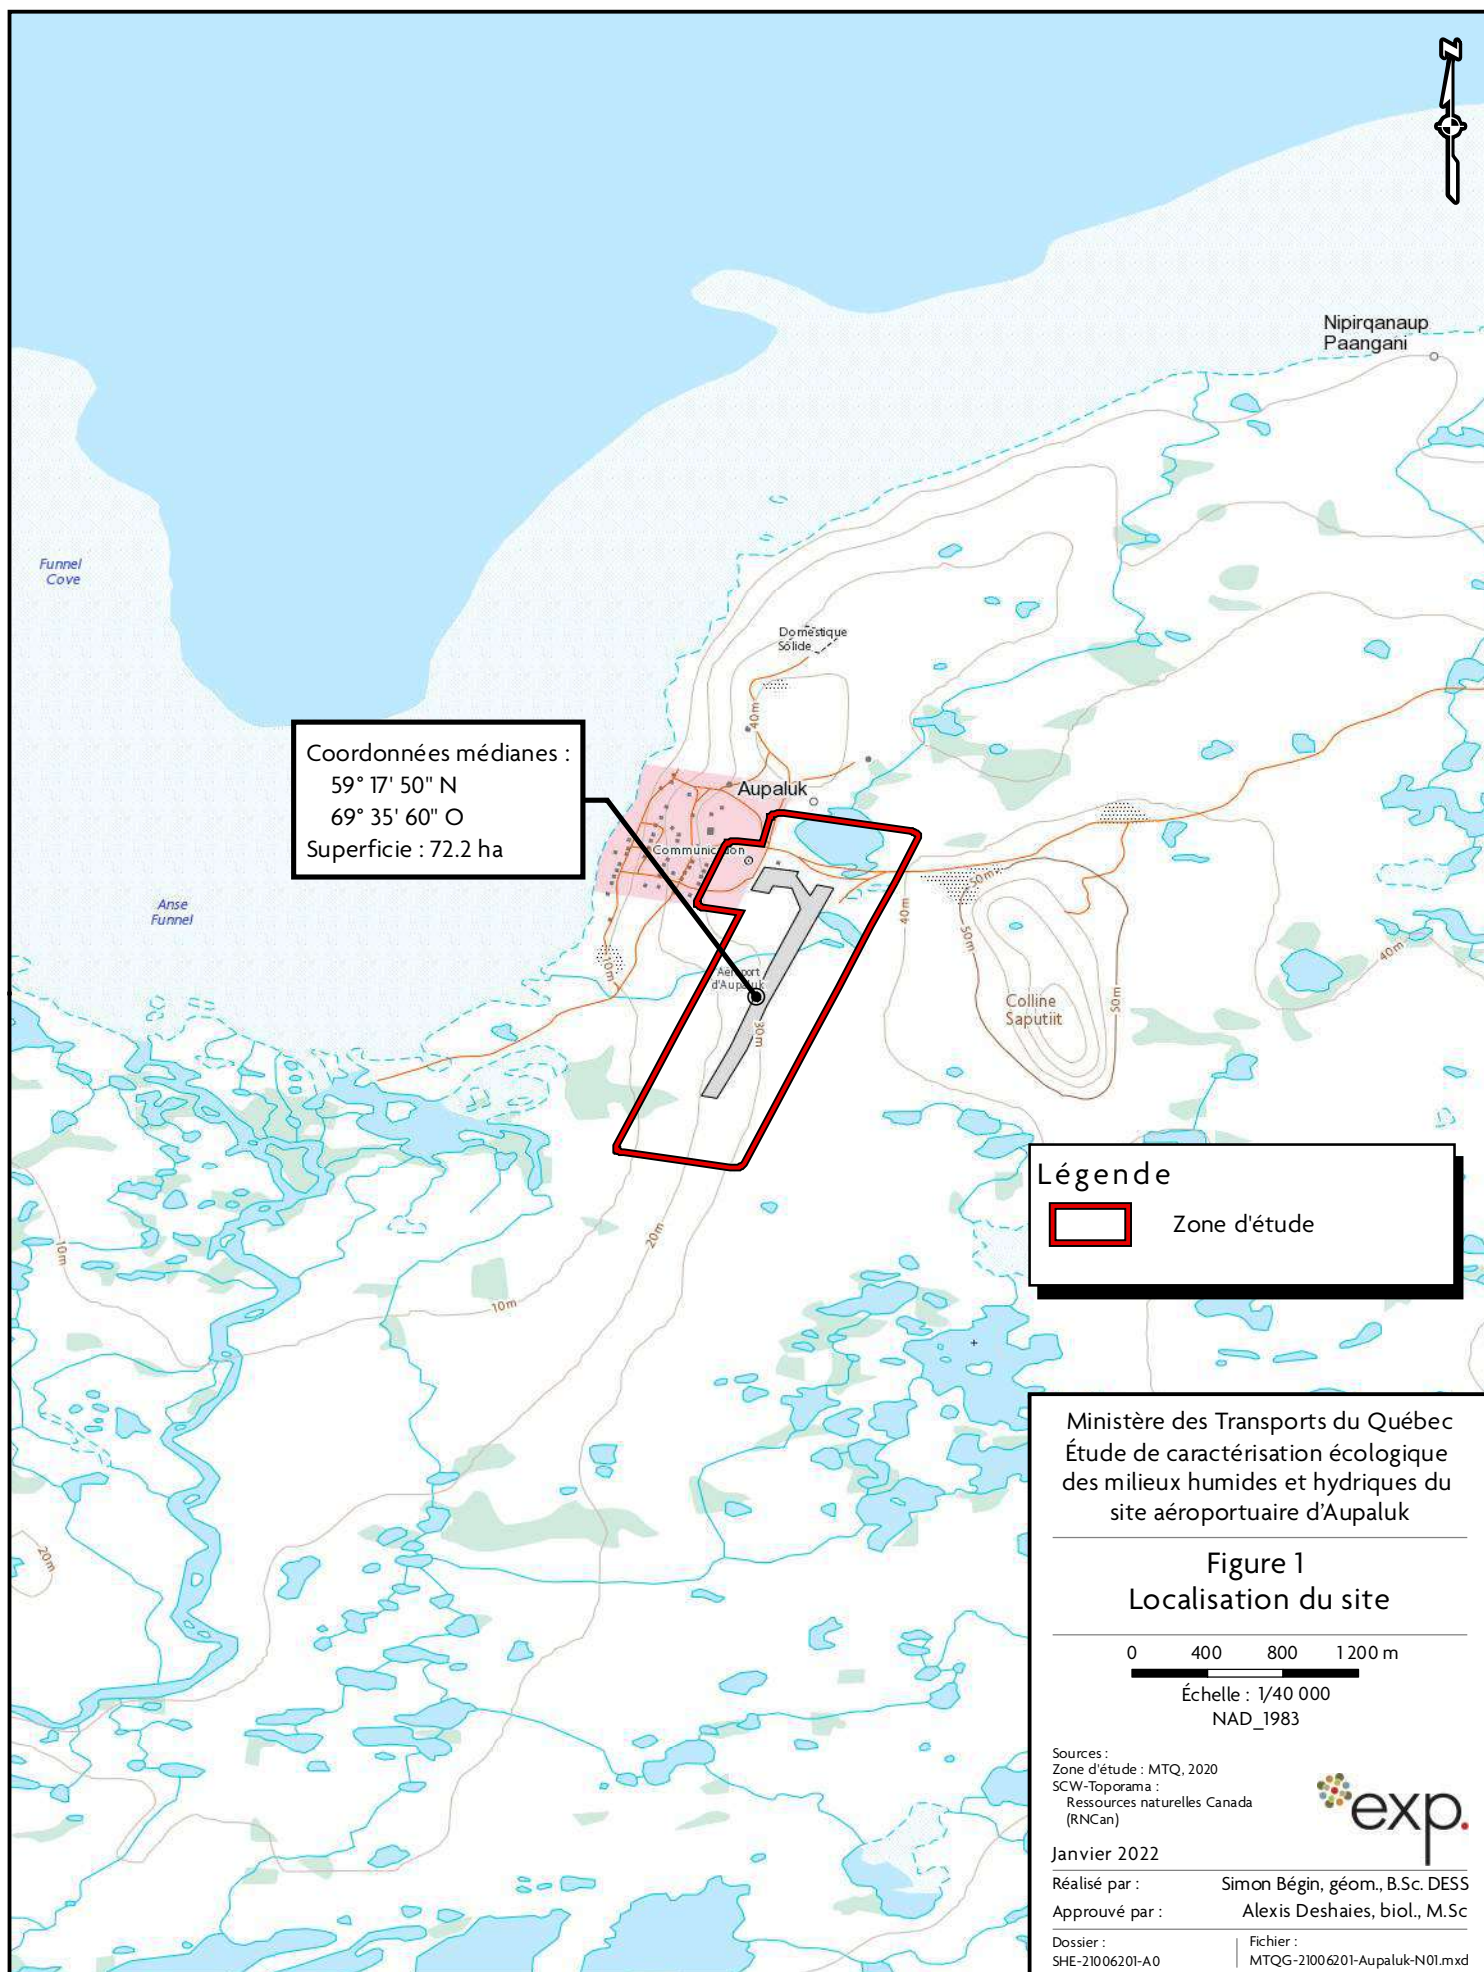 N
Nipirqanaup
Paangani
Funnel
Cove
Domestique
Solide
40m
Coordonnées médianes :
59° 17' 50" N
69° 35' 60" O
Superficie : 72.2 ha
Aupaluk
Communication
50m
Anse
Funnel
40m
50m
40m
10m
Aéroport
d'Aupaluk
Colline
Saputiit
50m
30m
Légende
Zone d'étude
20m
10m
10m
20m
Ministère des Transports du Québec
Étude de caractérisation écologique
des milieux humides et hydriques du
site aéroportuaire d'Aupaluk
Figure 1
Localisation du site
0 400 800 1200 m
Échelle : 1/40 000
NAD_1983
Sources :
Zone d'étude : MTQ, 2020
SCW-Toporama :
Ressources naturelles Canada
(RNCan)
exp.
Janvier 2022
Réalisé par : Simon Bégin, géom., B.Sc. DESS
Approuvé par : Alexis Deshaies, biol., M.Sc
Dossier : Fichier :
SHE-21006201-A0 MTQG-21006201-Aupaluk-N01.mxd